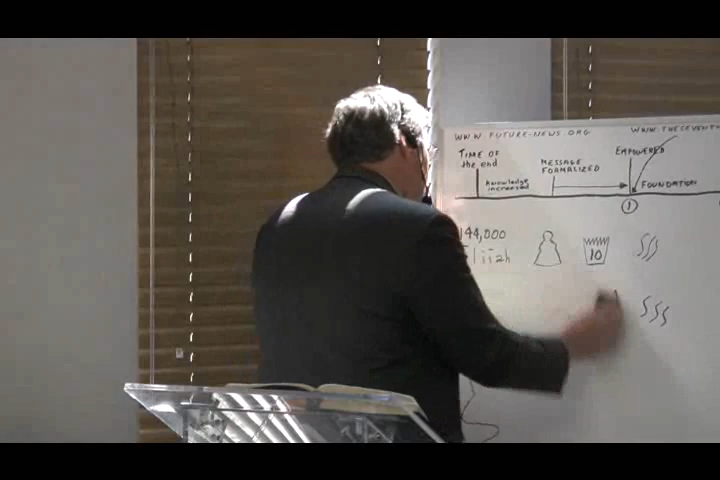 WWW.FUTURE-NEWS.ORG
WWW.THESEVENTH
TIME OF the end
MESSAGE FORMALIZED
EMPOWERED
Knowledge increased
FOUNDATION
1
144,000
Elijah
10